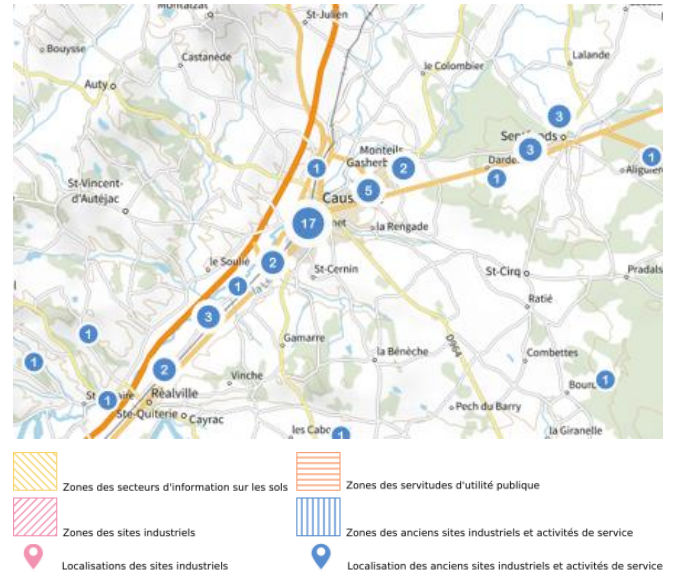 Montalzat
St-Julien
Bouysse
Castanède
le Colombier
Lalande
Auty
3
Monteils
Gasherb
2
1
Dardé
3
1
1
Aliguié
St-Vincent-
d'Autéjac
5
Caus
17
net
la Rengade
le Soulié
2
St-Cernin
St-Cirq
Pradals
1
Ratié
3
1
Gamarre
D964
la Bénèche
Combettes
1
2
Vinche
Bourg
1
1
Réalville
Ste-Quiterie
Cayrac
Pech du Barry
les Cab
1
la Giranelle
Zones des secteurs d'information sur les sols
Zones des servitudes d'utilité publique
Zones des sites industriels
Zones des anciens sites industriels et activités de service
Localisations des sites industriels
Localisation des anciens sites industriels et activités de service